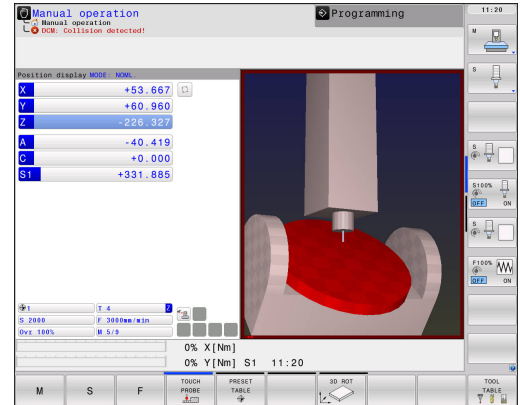 Manual operation
Manual operation
DCM: Collision detected!
Programming
11:20
Position display MODE: NOML.
X +53.667
Y +60.960
Z -226.327
A -40.419
C +0.000
S1 +331.885
M
S
S
S100%
OFF ON
S
F100%
OFF ON
1 T 4 Z
S 2000 F 3000mm/min
Ovr 100% M 5/9
0% X[Nm]
0% Y[Nm] S1 11:20
M
S
F
TOUCH
PROBE
PRESET
TABLE
3D ROT
TOOL
TABLE